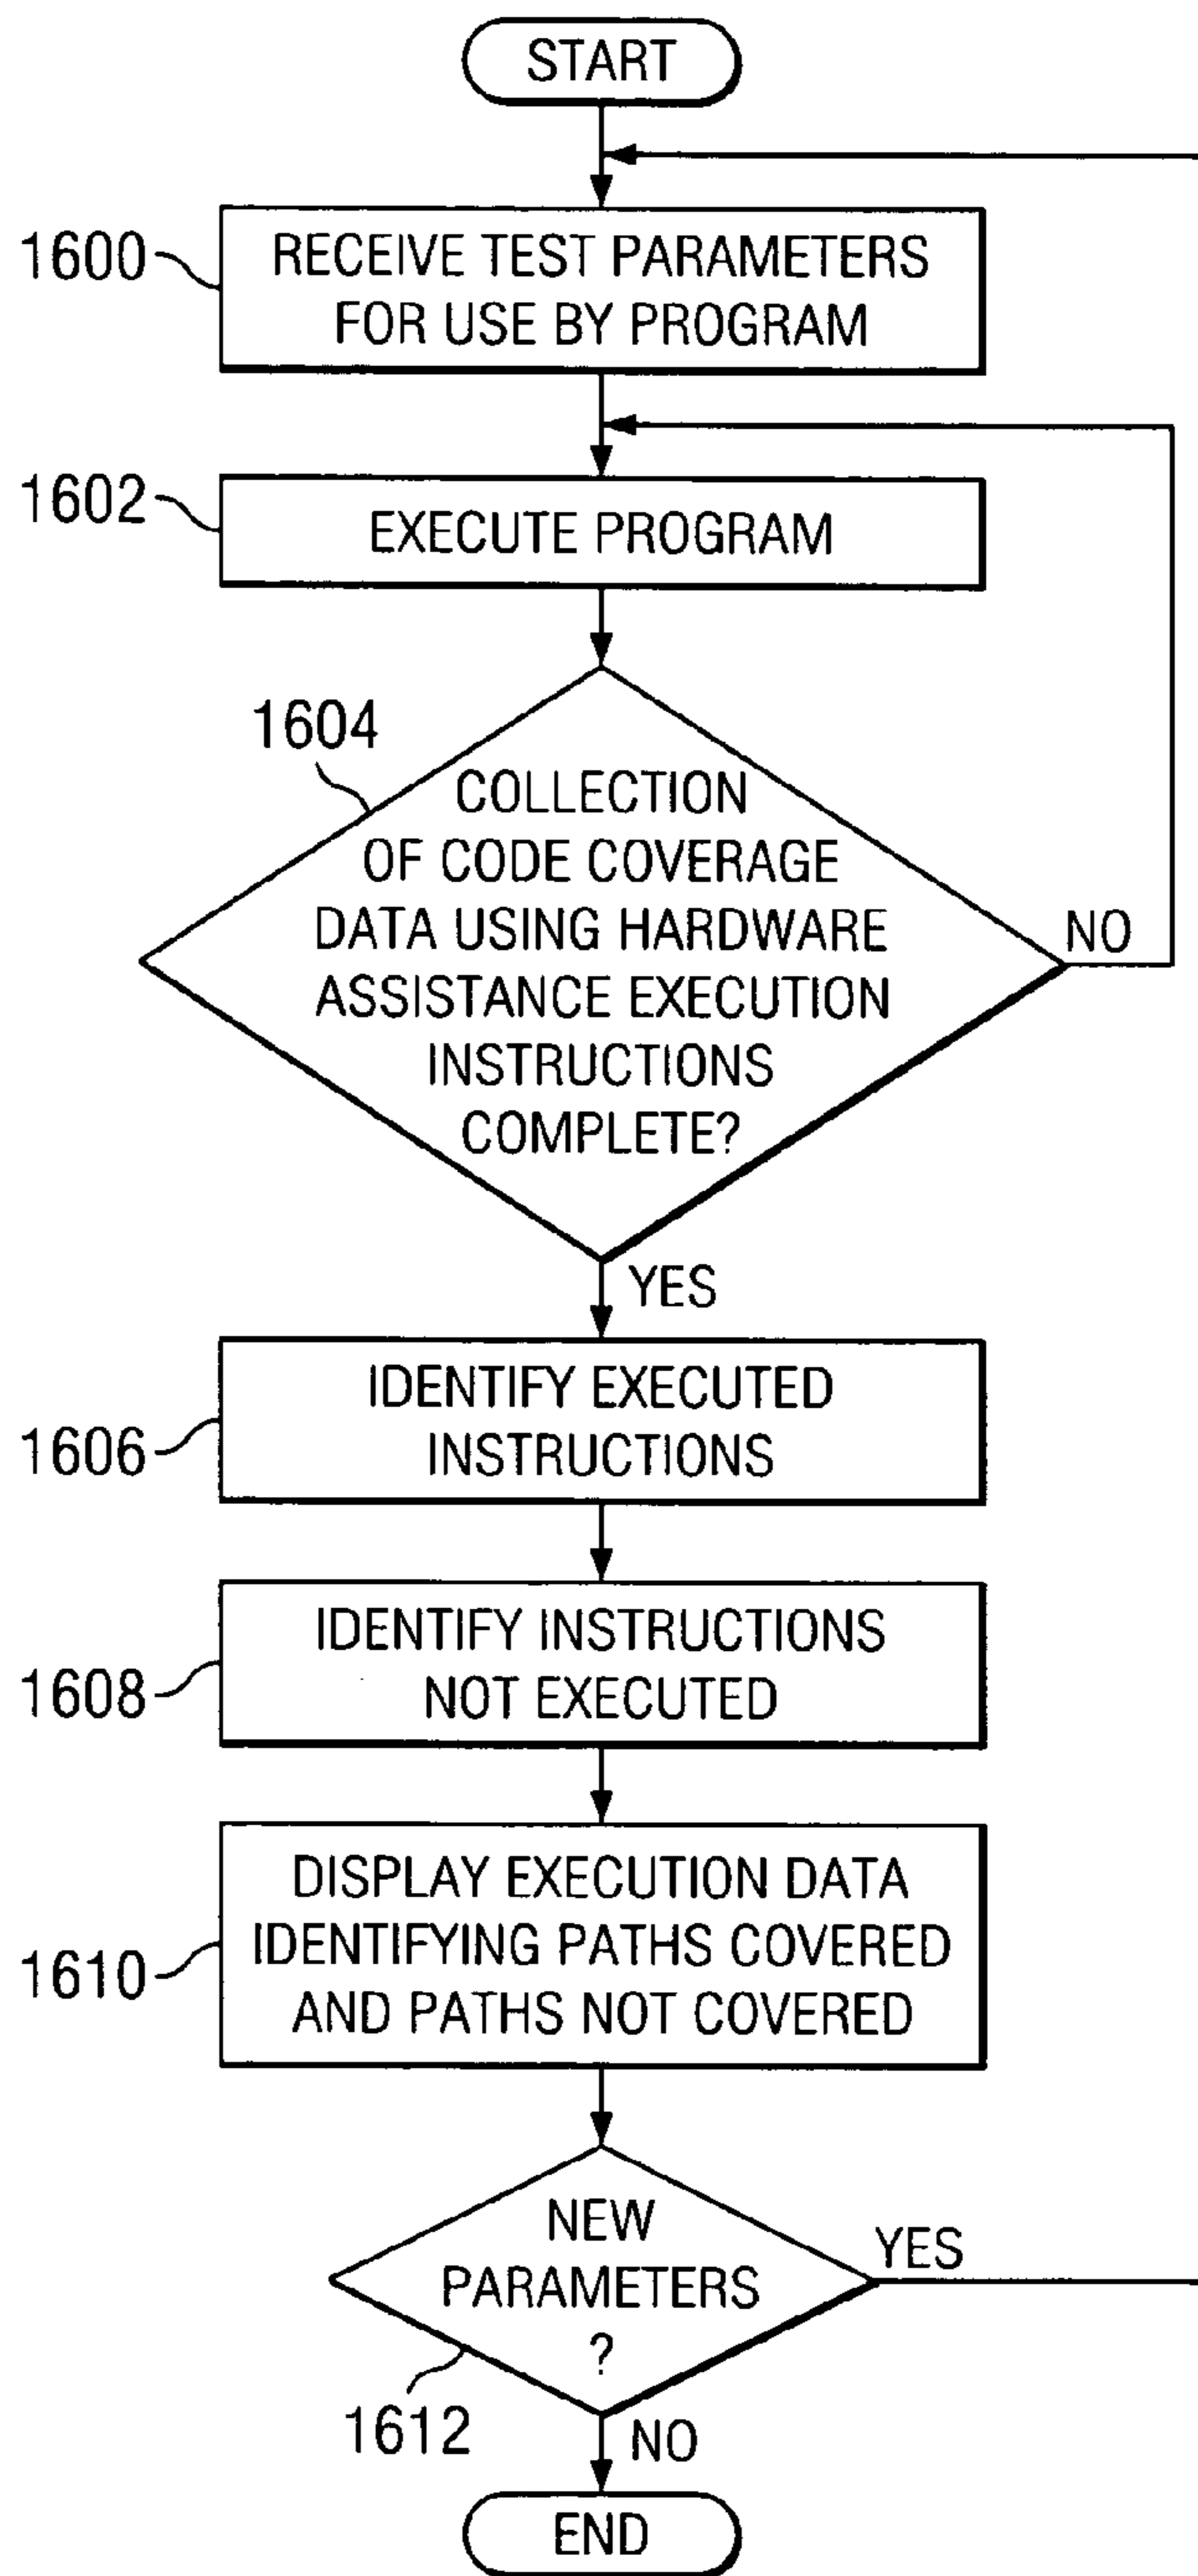 START
1600
RECEIVE TEST PARAMETERS
FOR USE BY PROGRAM
1602
EXECUTE PROGRAM
1604
COLLECTION
OF CODE COVERAGE
DATA USING HARDWARE
ASSISTANCE EXECUTION
INSTRUCTIONS
COMPLETE?
NO
YES
1606
IDENTIFY EXECUTED
INSTRUCTIONS
1608
IDENTIFY INSTRUCTIONS
NOT EXECUTED
1610
DISPLAY EXECUTION DATA
IDENTIFYING PATHS COVERED
AND PATHS NOT COVERED
NEW
PARAMETERS
?
YES
1612
NO
END